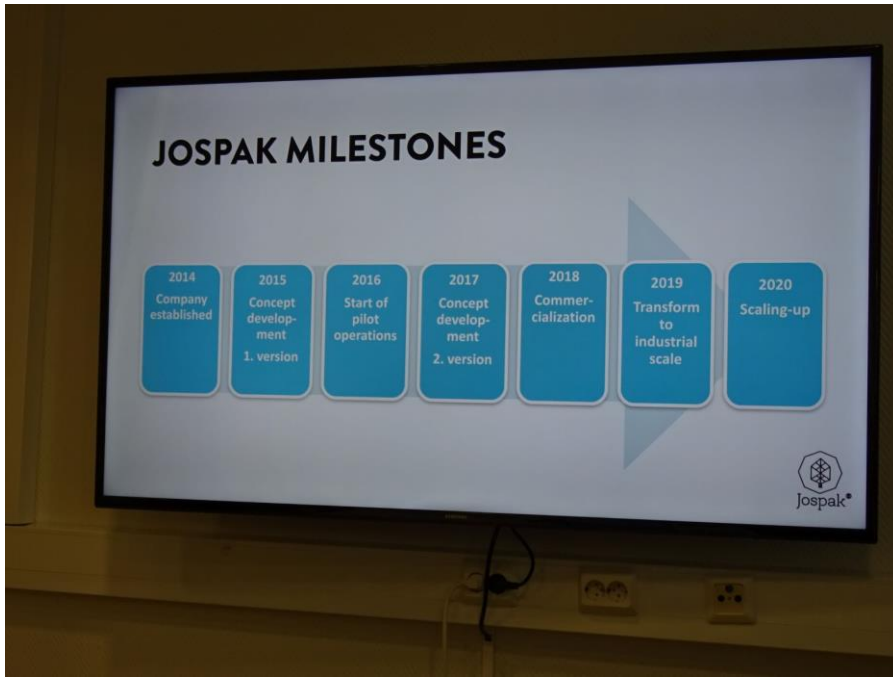 JOSPAK MILESTONES
2014
Company
established
2015
Concept
develop-
ment
1. version
2016
Start of
pilot
operations
2017
Concept
develop-
ment
2. version
2018
Commer-
cialization
2019
Transform
to
industrial
scale
2020
Scaling-up
Jospak®